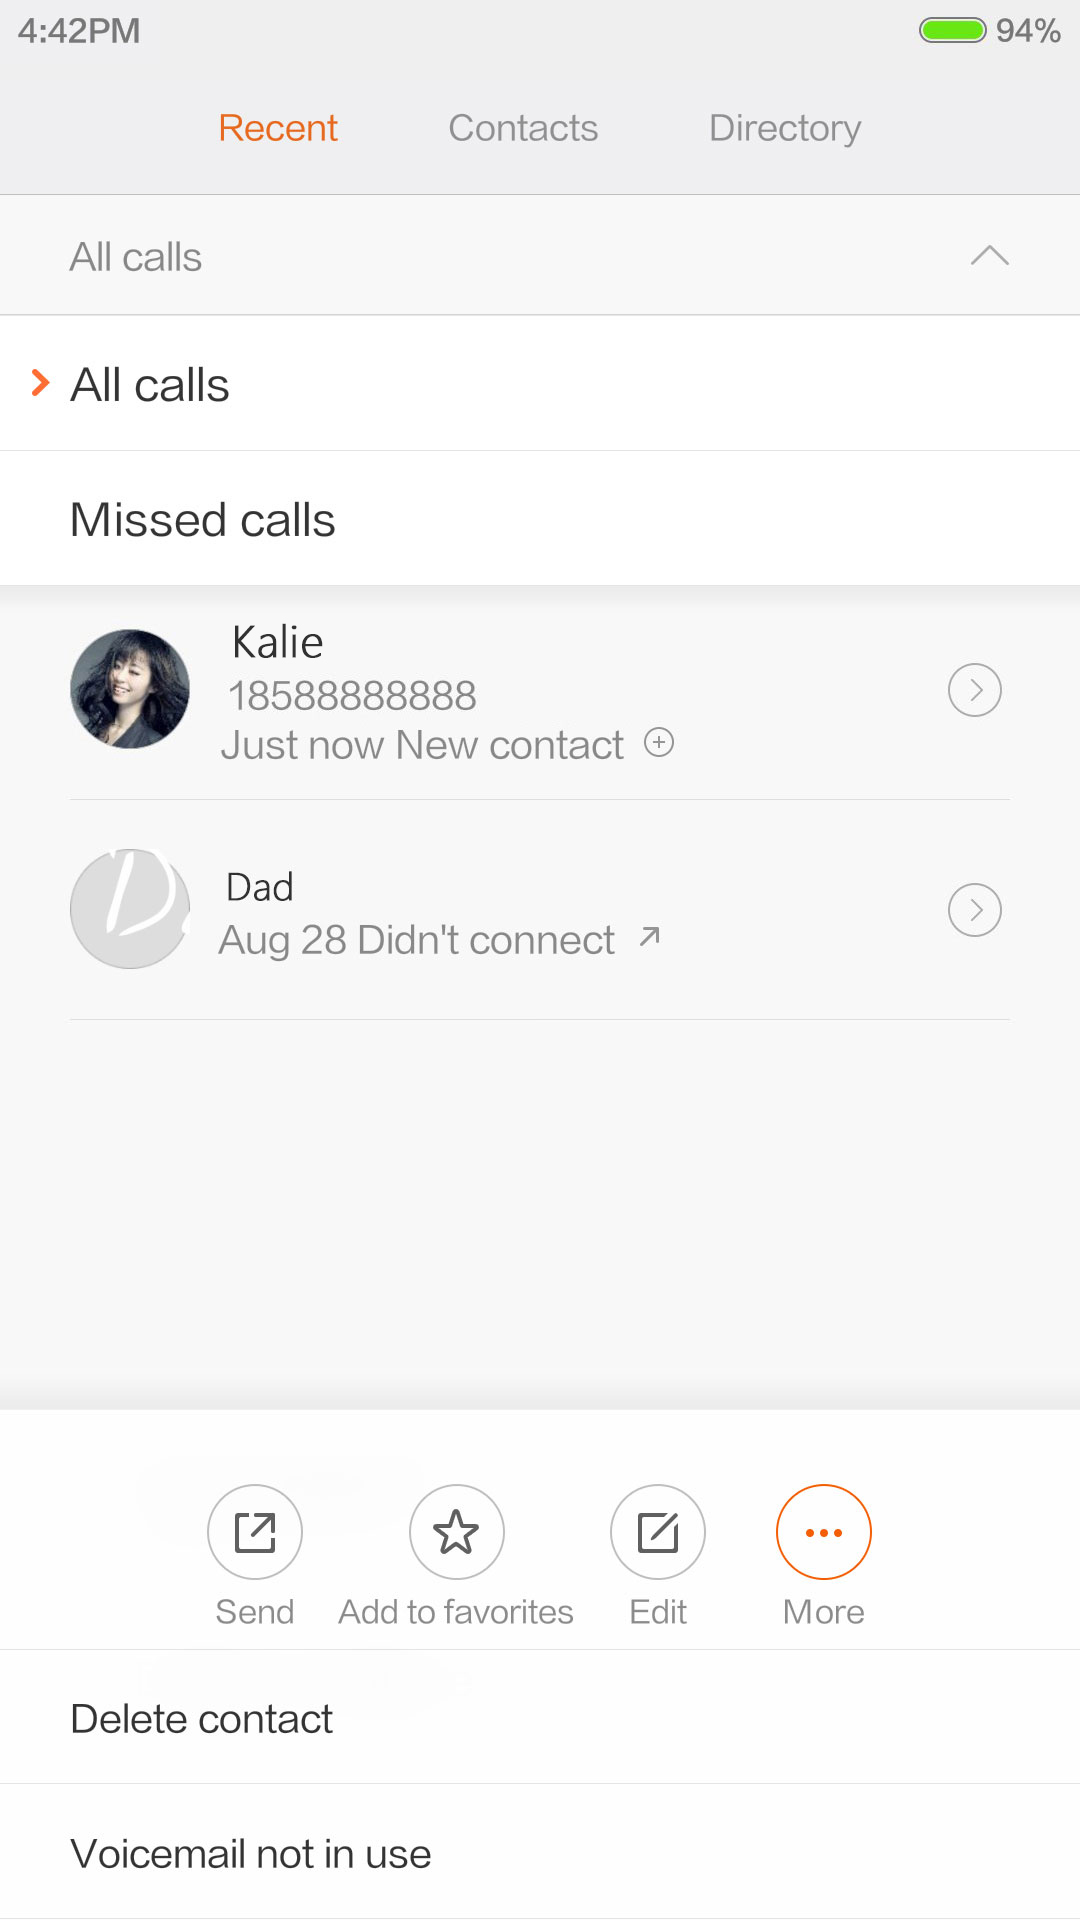 4:42PM 94%
Recent Contacts Directory
All calls
All calls
Missed calls
Kalie
18588888888
Just now New contact
D
Dad
Aug 28 Didn't connect
Send Add to favorites Edit More
Delete contact
Voicemail not in use